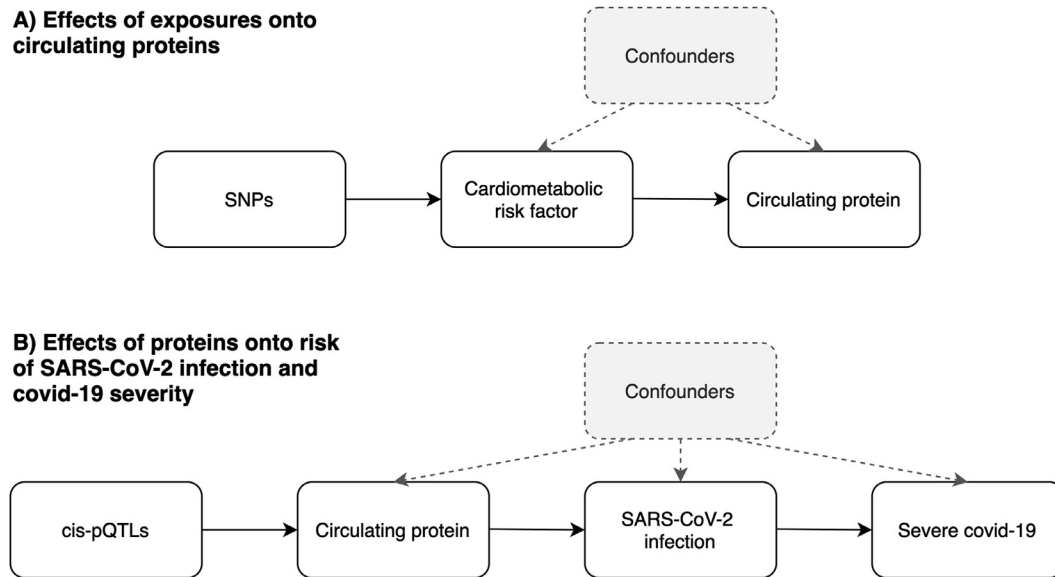 A) Effects of exposures onto
circulating proteins
Confounders
SNPs
Cardiometabolic
risk factor
Circulating protein
B) Effects of proteins onto risk
of SARS-CoV-2 infection and
covid-19 severity
Confounders
cis-pQTLs
Circulating protein
SARS-CoV-2
infection
Severe covid-19